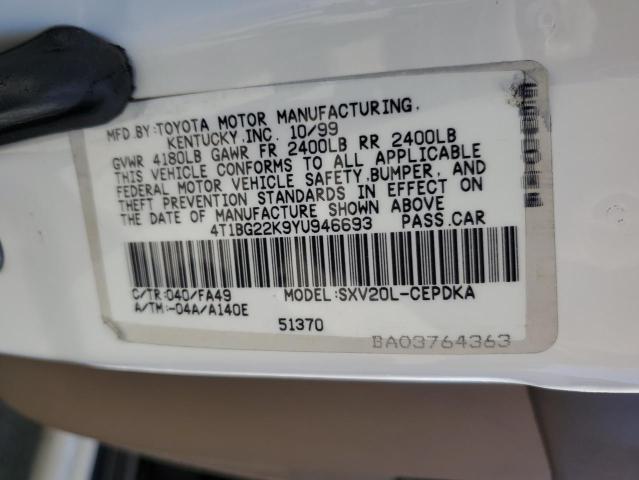 MFD.BY:TOYOTA MOTOR MANUFACTURING,
KENTUCKY,INC. 10/99
GVWR 4180LB GAWR FR 2400LB RR 2400LB
THIS VEHICLE CONFORMS TO ALL APPLICABLE
FEDERAL MOTOR VEHICLE SAFETY,BUMPER, AND
THEFT PREVENTION STANDARDS IN EFFECT ON
THE DATE OF MANUFACTURE SHOWN ABOVE
4T1BG22K9YU946693 PASS.CAR
C/TR:040/FA49 MODEL:SXV20L-CEPDKA
A/TM:-04A/A140E
51370
BA03764363